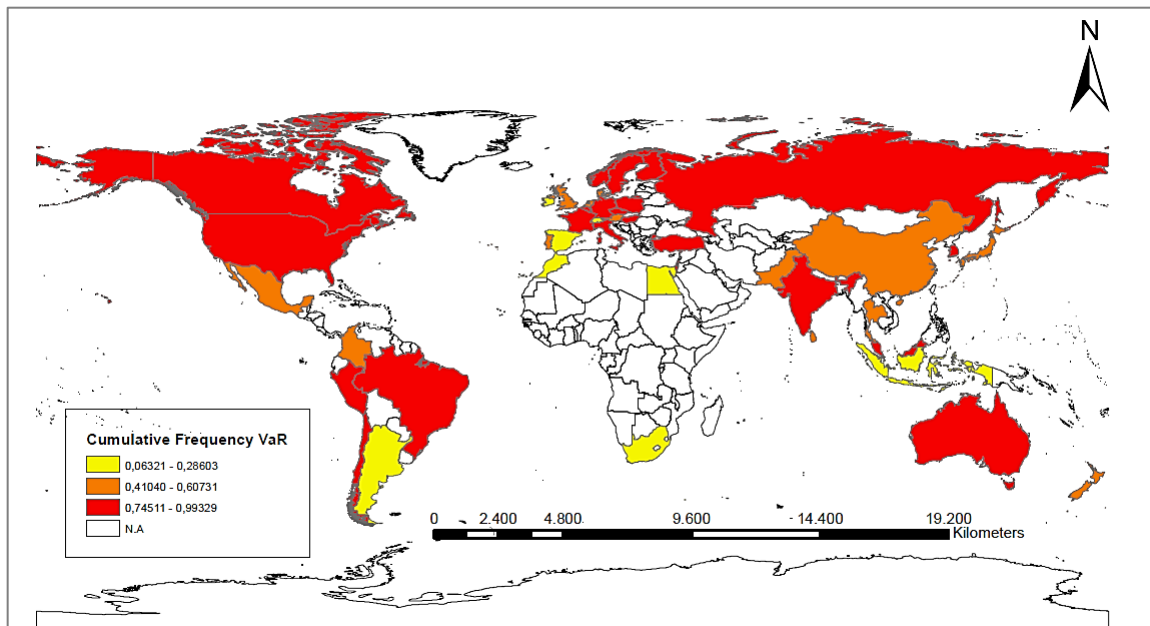 N
Cumulative Frequency VaR
0,06321 - 0,28603
0,41040 - 0,60731
0,74511 - 0,99329
N.A
0 2.400 4.800 9.600 14.400 19.200
Kilometers